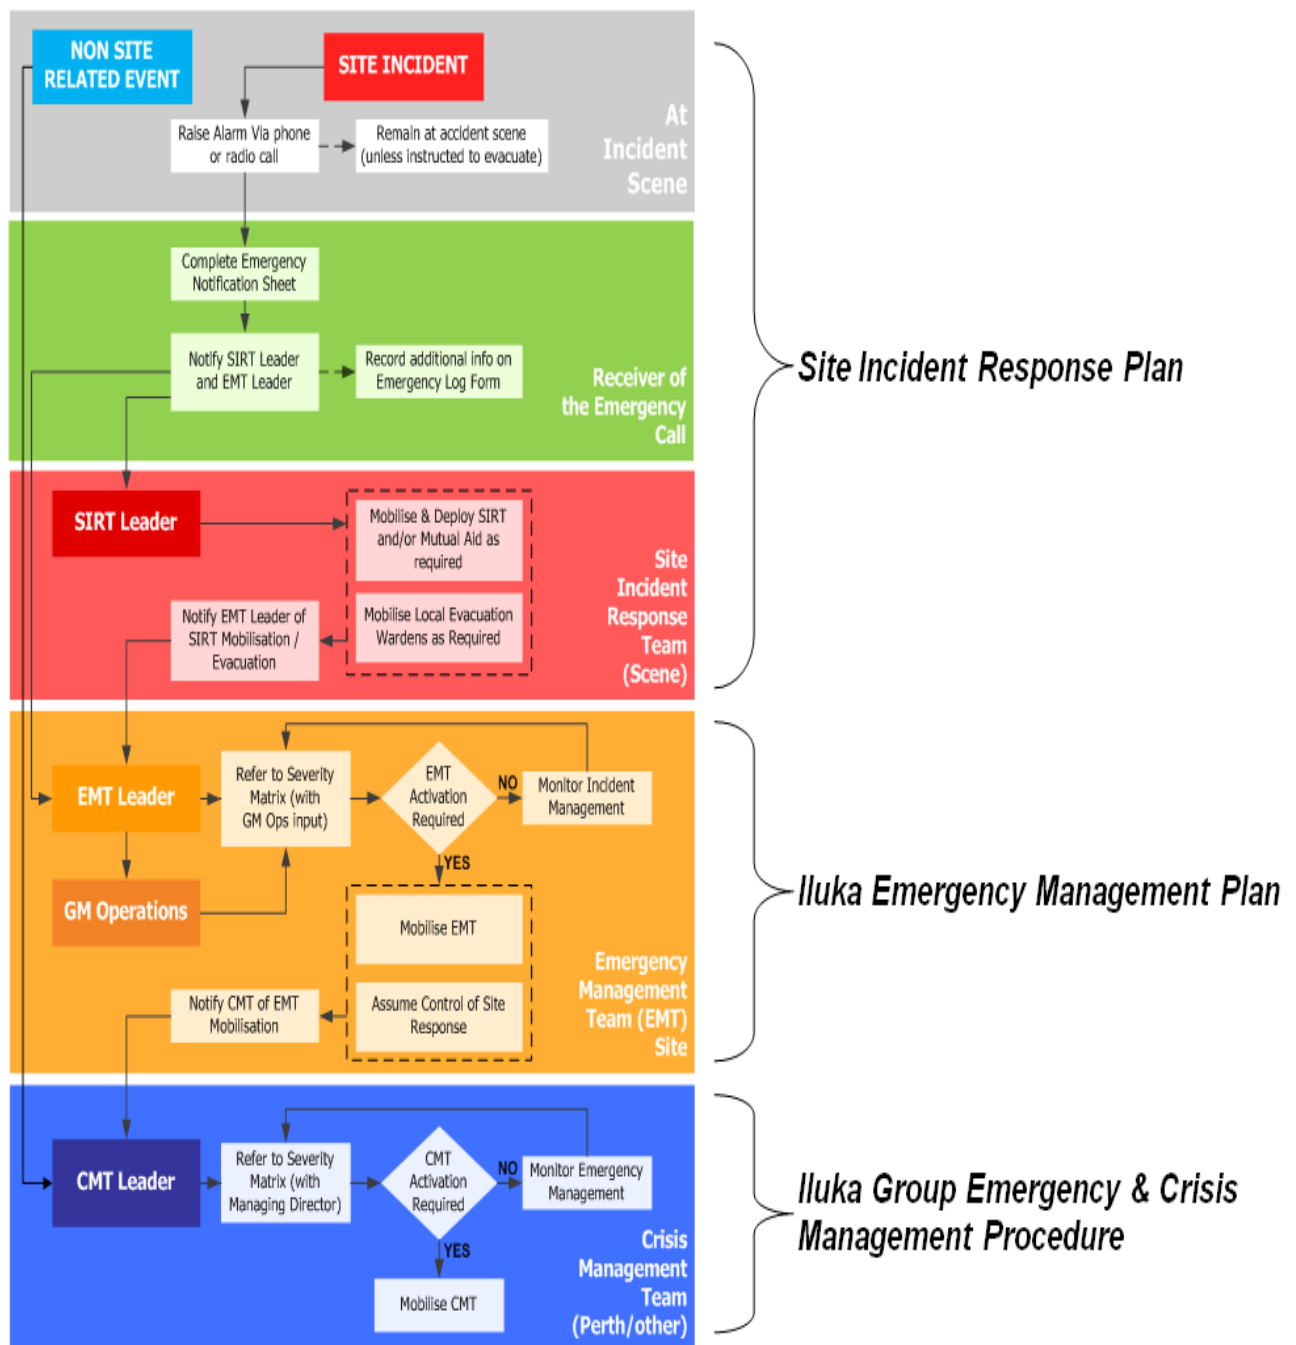 NON SITE
RELATED EVENT
SITE INCIDENT
Raise Alarm Via phone
or radio call
Remain at accident scene
(unless instructed to evacuate)
At
Incident
Scene
Complete Emergency
Notification Sheet
Notify SIRT Leader
and EMT Leader
Record additional info on
Emergency Log Form
Receiver of
the Emergency
Call
Site Incident Response Plan
SIRT Leader
Mobilise & Deploy SIRT
and/or Mutual Aid as
required
Mobilise Local Evacuation
Wardens as Required
Notify EMT Leader of
SIRT Mobilisation /
Evacuation
Site
Incident
Response
Team
(Scene)
EMT Leader
Refer to Severity
Matrix (with
GM Ops input)
EMT
Activation
Required
NO
Monitor Incident
Management
YES
GM Operations
Mobilise EMT
Assume Control of Site
Response
Notify CMT of EMT
Mobilisation
Emergency
Management
Team (EMT)
Site
Iluka Emergency Management Plan
CMT Leader
Refer to Severity
Matrix (with
Managing Director)
CMT
Activation
Required
NO
Monitor Emergency
Management
YES
Mobilise CMT
Crisis
Management
Team
(Perth/other)
Iluka Group Emergency & Crisis
Management Procedure